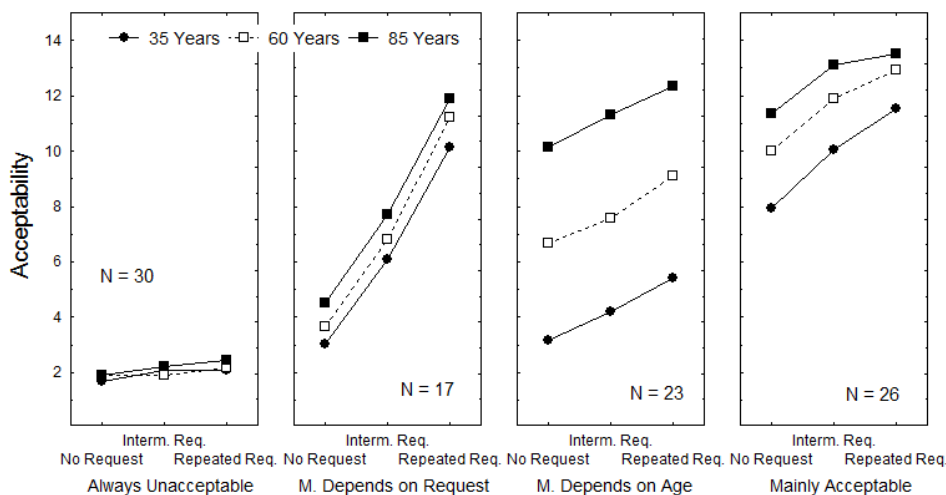 14
35 Years 60 Years 85 Years
12
10
8
6
4
2
Acceptability
N = 30
N = 17
N = 23
N = 26
Interm. Req. Interm. Req. Interm. Req. Interm. Req.
No Request Repeated Req. No Request Repeated Req. No Request Repeated Req. No Request Repeated Req.
Always Unacceptable M. Depends on Request M. Depends on Age Mainly Acceptable